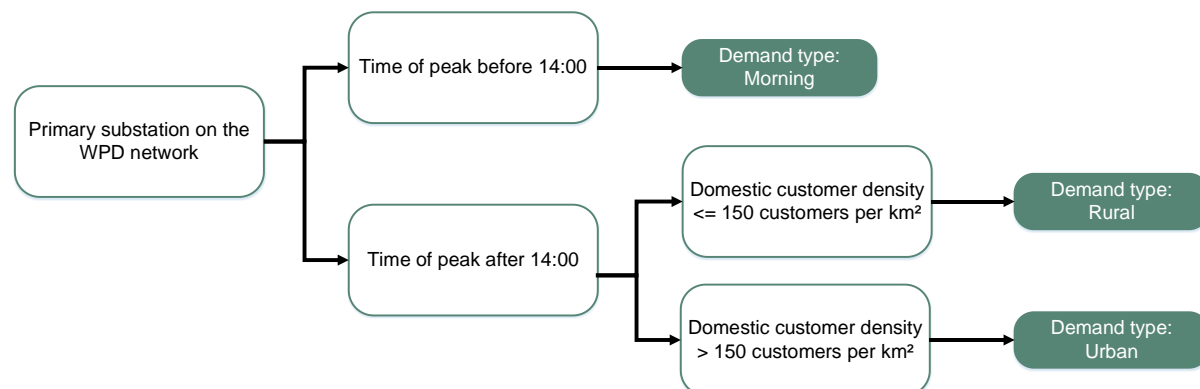 Time of peak before 14:00
Demand type:
Morning
Primary substation on the
WPD network
Domestic customer density
<= 150 customers per km²
Demand type:
Rural
Time of peak after 14:00
Domestic customer density
> 150 customers per km²
Demand type:
Urban